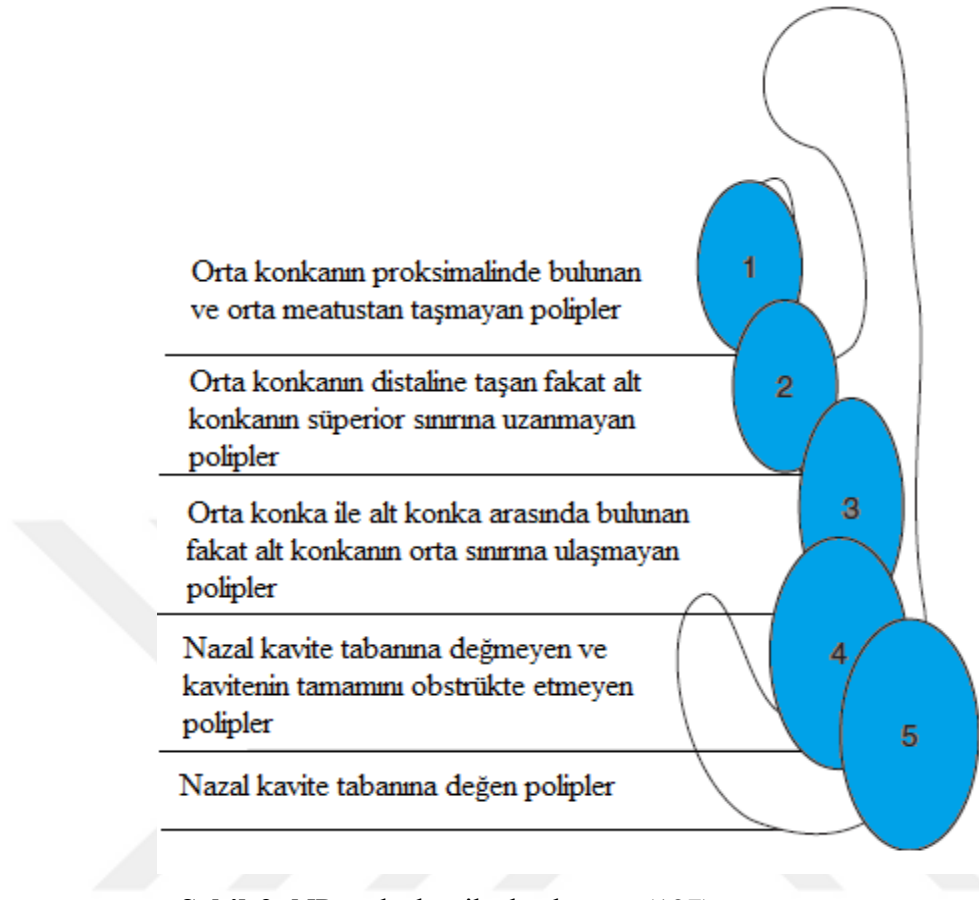 Orta konkanın proksimalinde bulunan
ve orta meatustan taşmayan polipler
1
Orta konkanın distaline taşan fakat alt
konkanın süperior sınırına uzanmayan
polipler
2
Orta konka ile alt konka arasında bulunan
fakat alt konkanın orta sınırına ulaşmayan
polipler
3
Nazal kavite tabanına değmeyen ve
kavitenin tamamını obstrükte etmeyen
polipler
4
Nazal kavite tabanına değen polipler
5